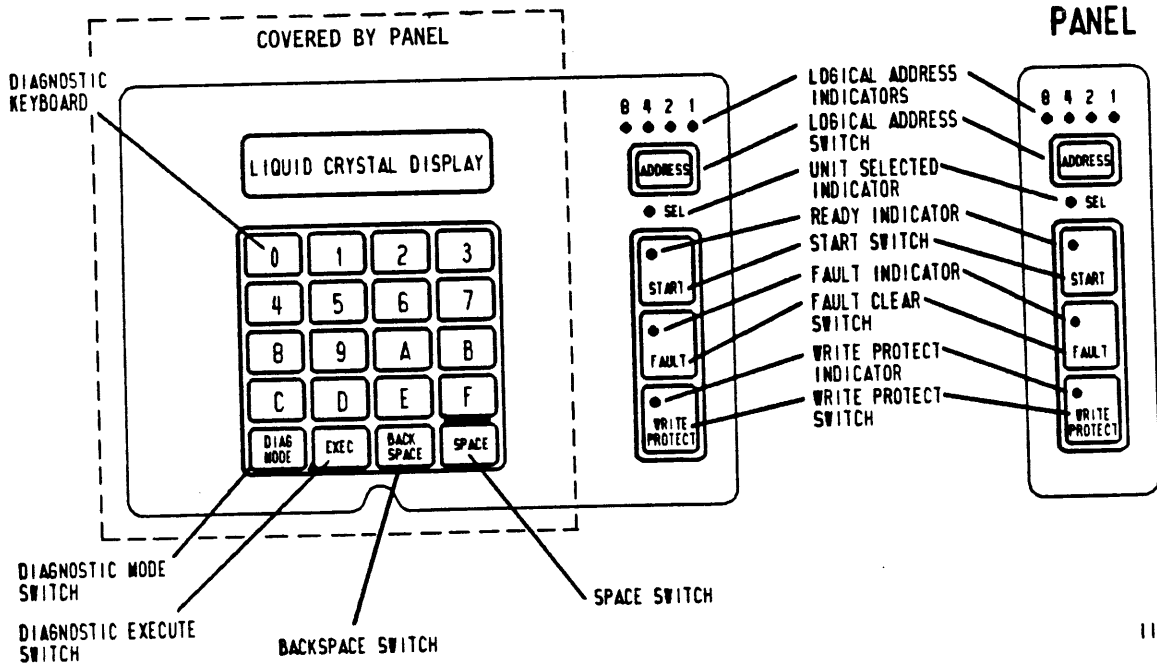 PANEL
COVERED BY PANEL
DIAGNOSTIC
KEYBOARD
LIQUID CRYSTAL DISPLAY
0 1 2 3
4 5 6 7
8 9 A B
C D E F
DIAG
MODE
EXEC
BACK
SPACE
SPACE
8 4 2 1
ADDRESS
SEL
START
FAULT
WRITE
PROTECT
LOGICAL ADDRESS
INDICATORS
LOGICAL ADDRESS
SWITCH
UNIT SELECTED
INDICATOR
READY INDICATOR
START SWITCH
FAULT INDICATOR
FAULT CLEAR
SWITCH
WRITE PROTECT
INDICATOR
WRITE PROTECT
SWITCH
8 4 2 1
ADDRESS
SEL
START
FAULT
WRITE
PROTECT
DIAGNOSTIC MODE
SWITCH
DIAGNOSTIC EXECUTE
SWITCH
BACKSPACE SWITCH
SPACE SWITCH
11